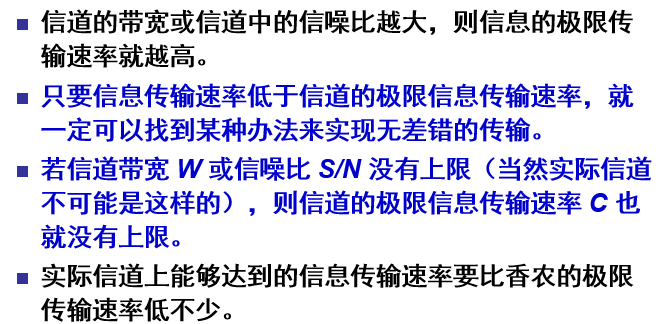 信道的带宽或信道中的信噪比越大，则信息的极限传
输速率就越高。
只要信息传输速率低于信道的极限信息传输速率，就
一定可以找到某种办法来实现无差错的传输。
若信道带宽 W 或信噪比 S/N 没有上限（当然实际信道
不可能是这样的），则信道的极限信息传输速率 C 也
就没有上限。
实际信道上能够达到的信息传输速率要比香农的极限
传输速率低不少。